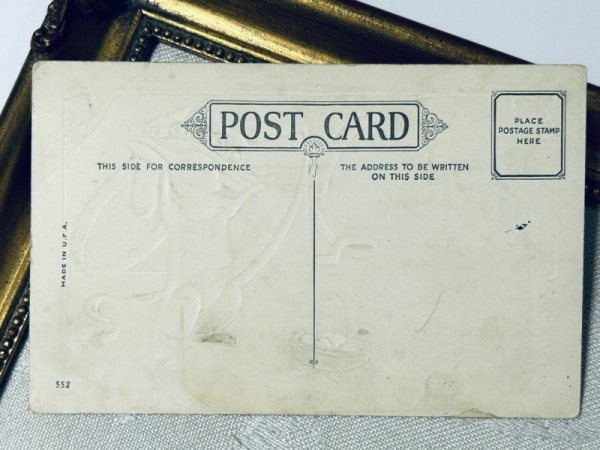 POST CARD
PLACE
POSTAGE STAMP
HERE
THIS SIDE FOR CORRESPONDENCE
THE ADDRESS TO BE WRITTEN
ON THIS SIDE
MADE IN U.S.A.
552